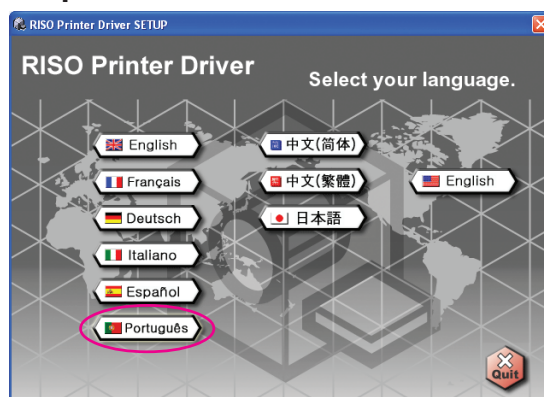 RISO Printer Driver SETUP
RISO Printer Driver
Select your language.
English
Français
Deutsch
Italiano
Español
Português
中文(简体)
中文(繁體)
日本語
English
Quit